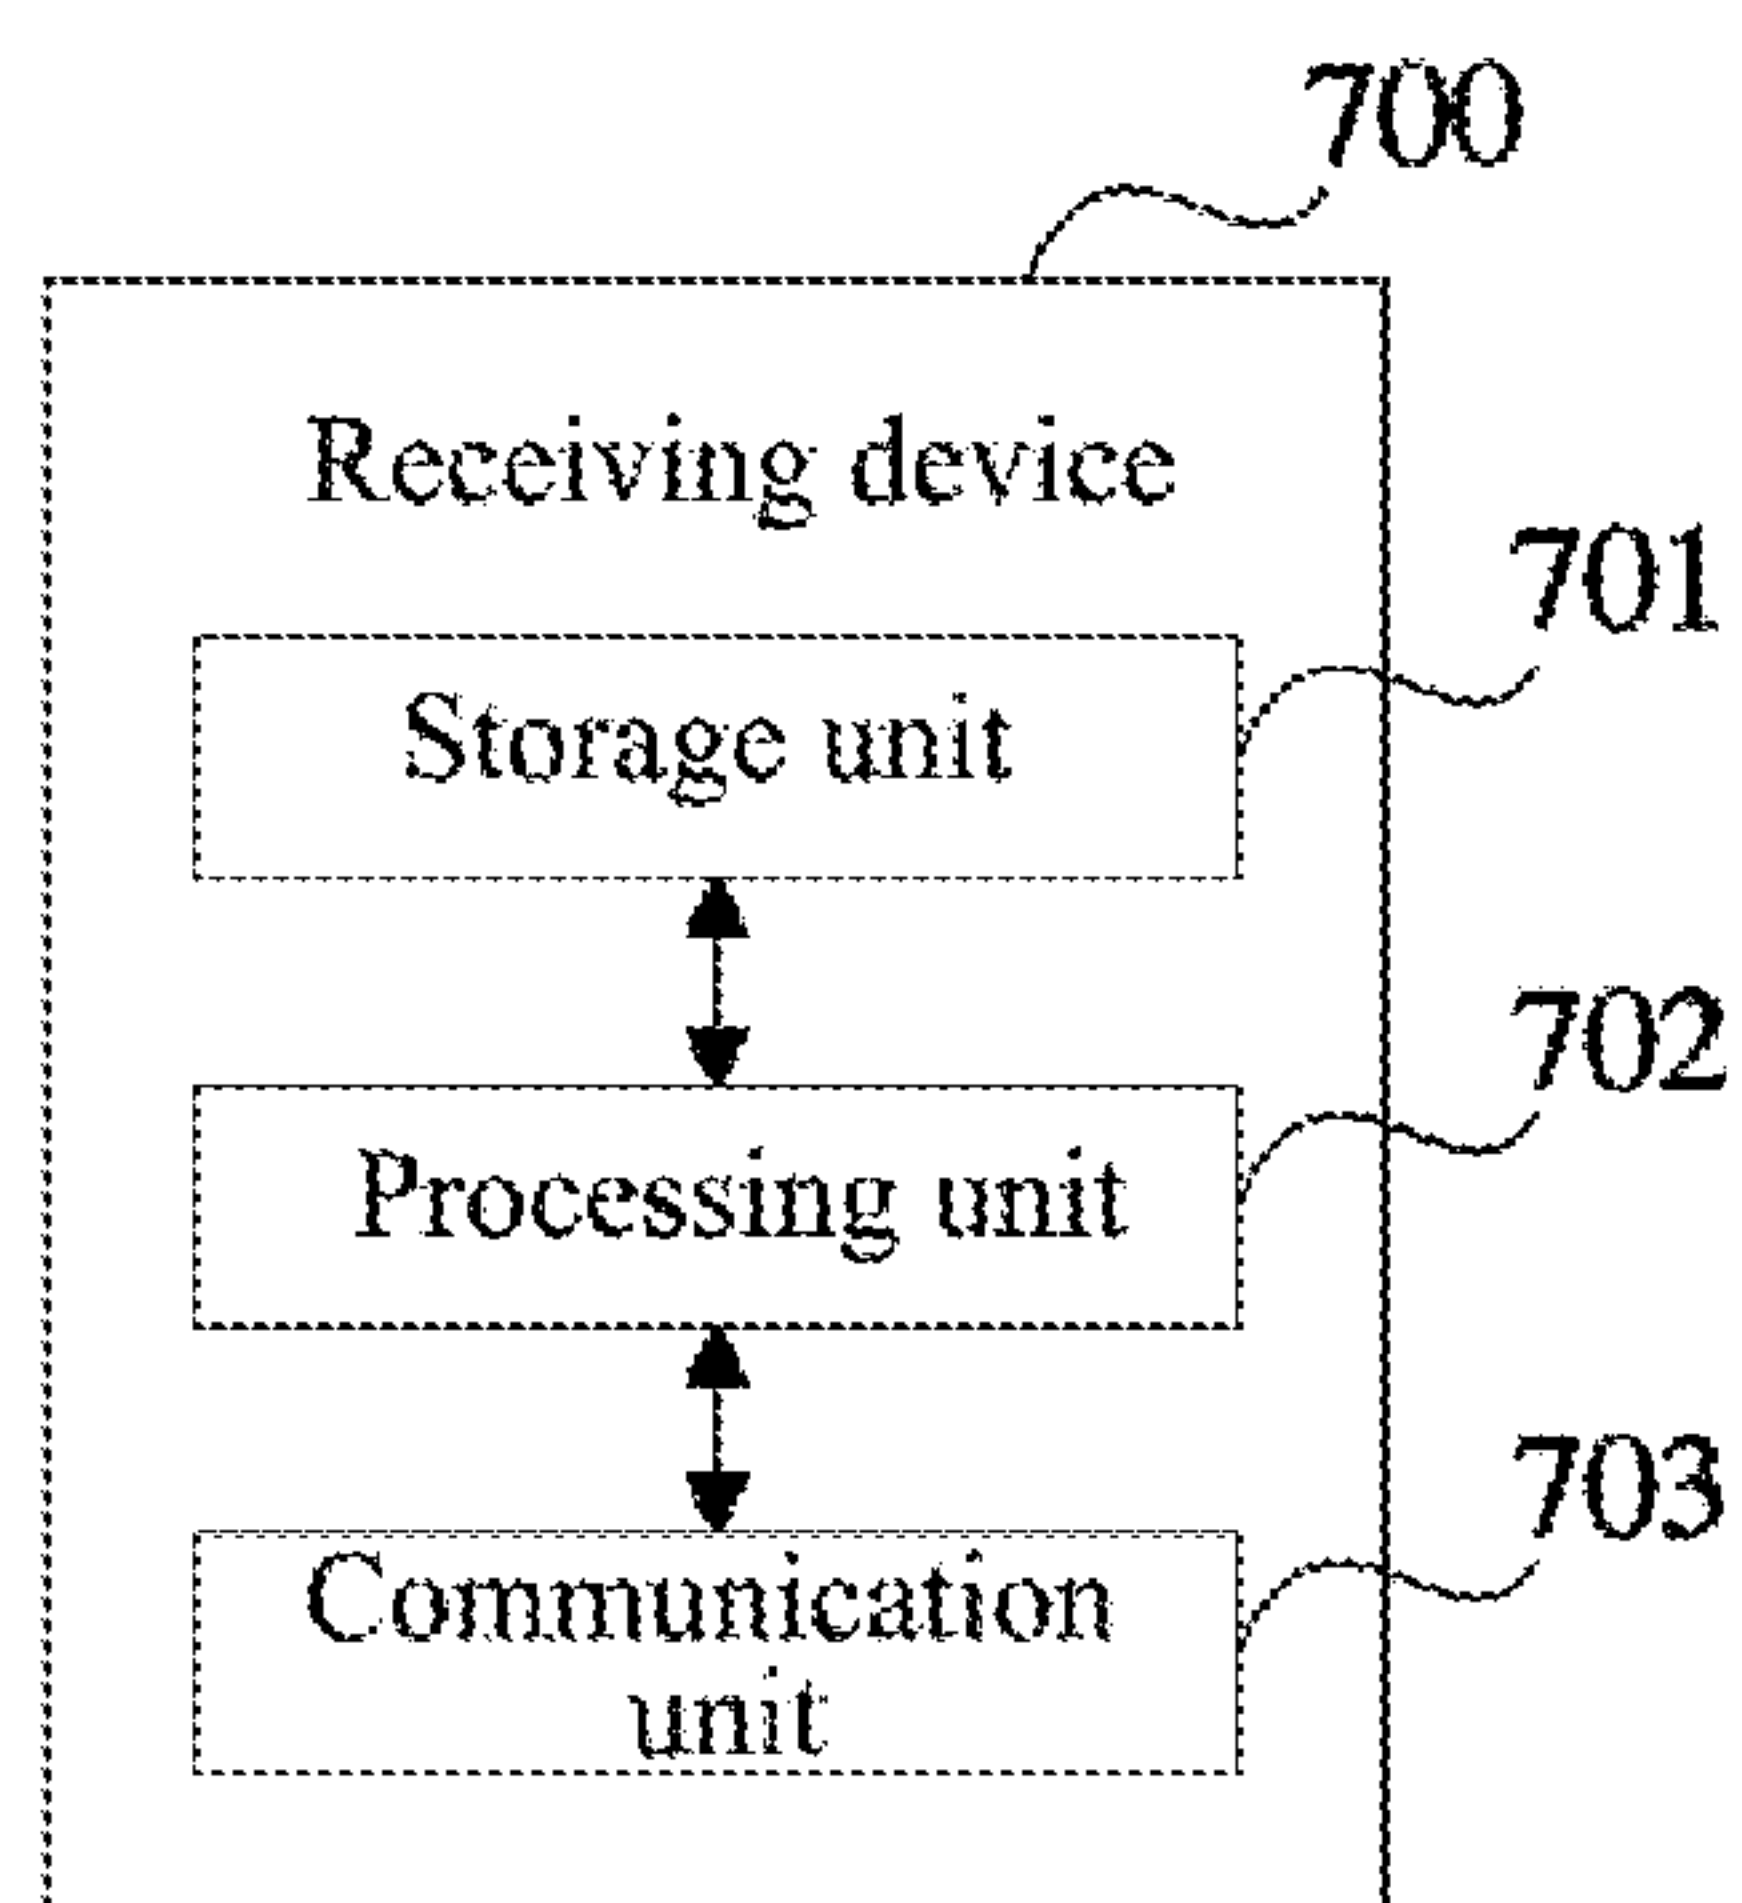 700
Receiving device
701
Storage unit
702
Processing unit
703
Communication
unit